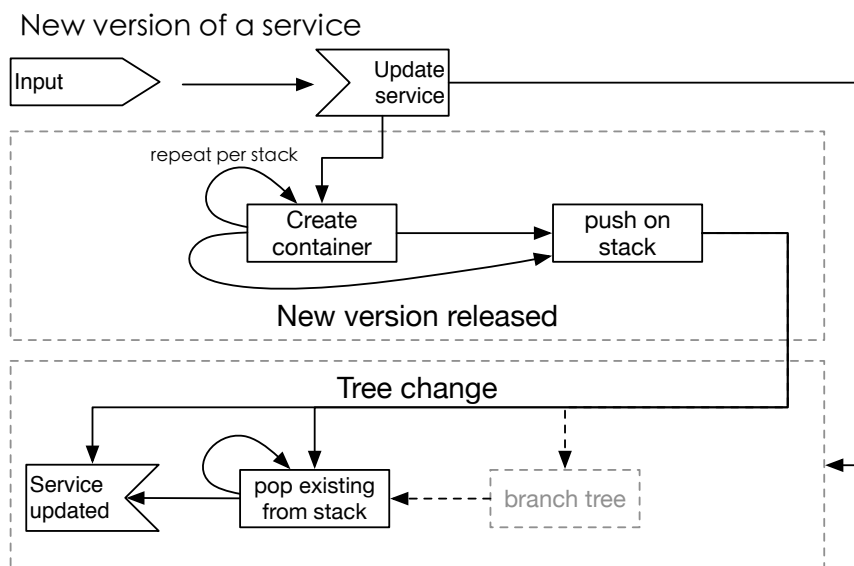 New version of a service
Input
Update
service
repeat per stack
Create
container
push on
stack
New version released
Tree change
Service
updated
pop existing
from stack
branch tree